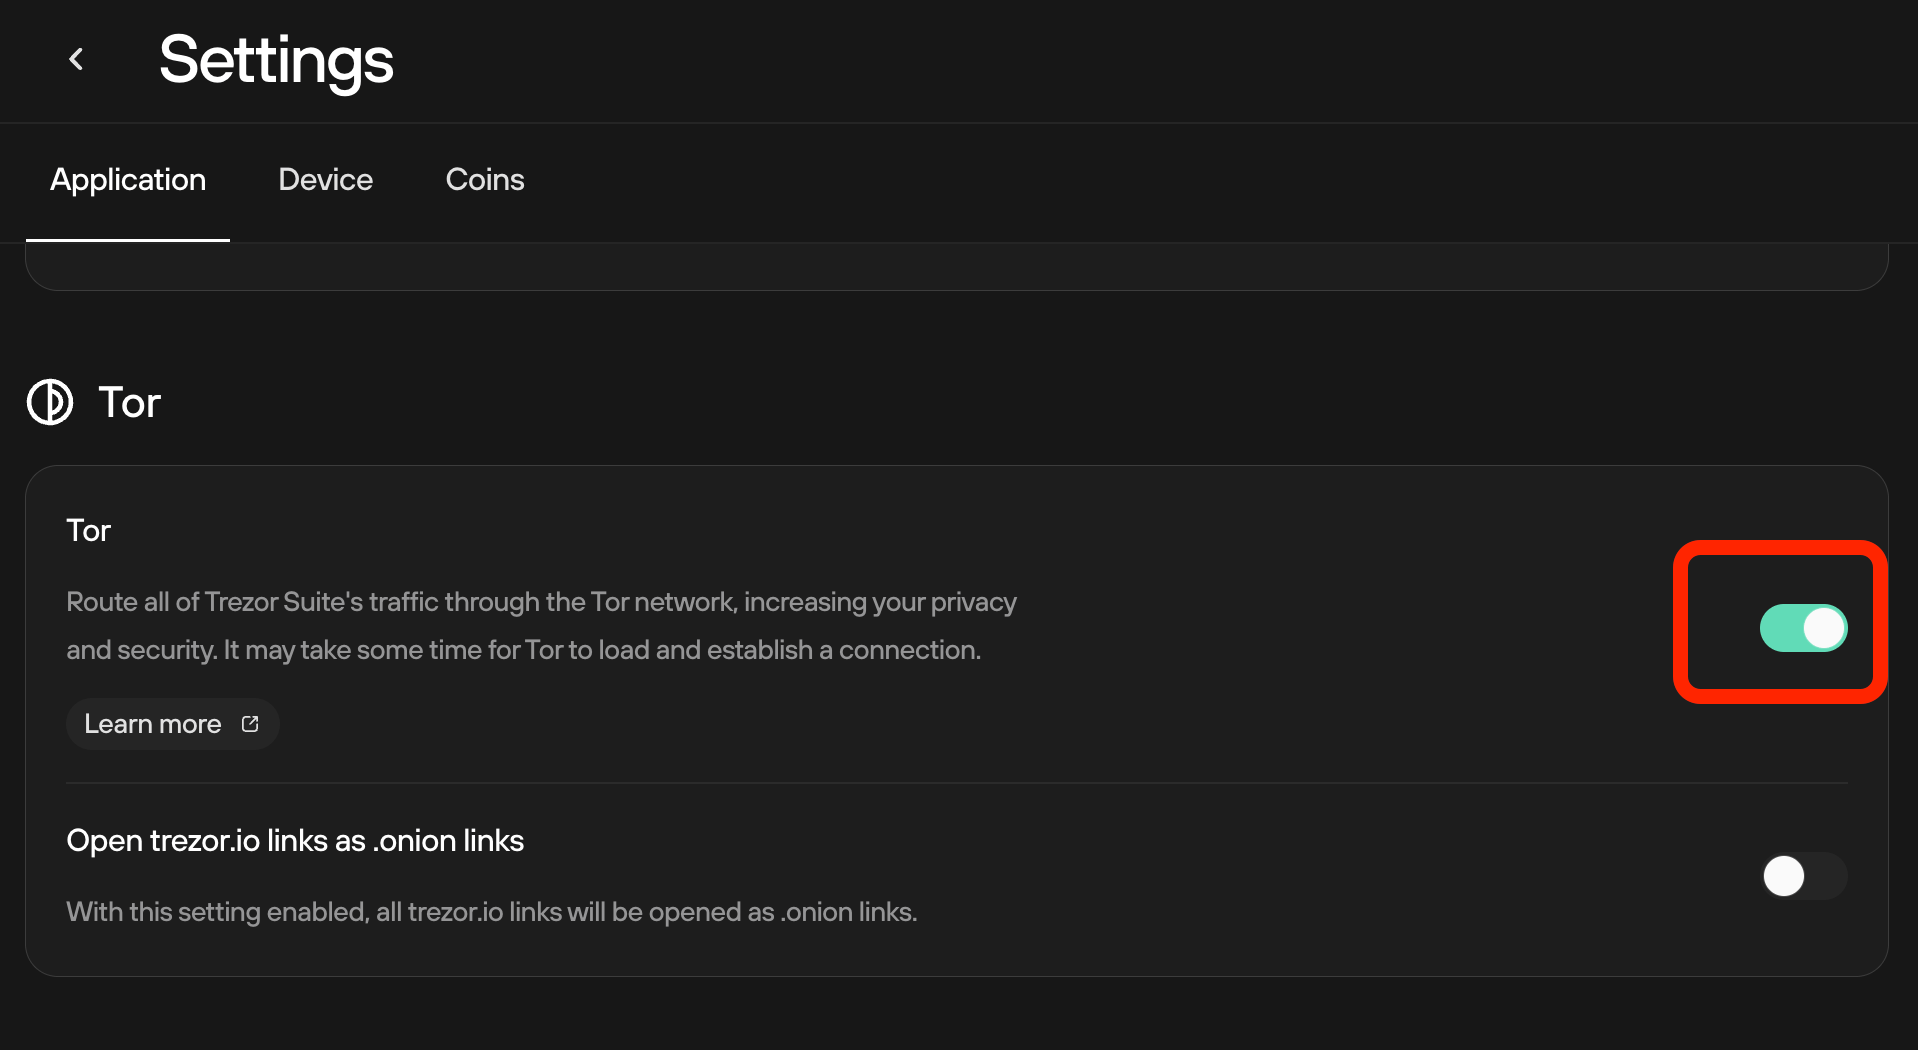 Settings
Application
Device
Coins
Tor
Tor
Route all of Trezor Suite's traffic through the Tor network, increasing your privacy
and security. It may take some time for Tor to load and establish a connection.
Learn more
Open trezor.io links as .onion links
With this setting enabled, all trezor.io links will be opened as .onion links.